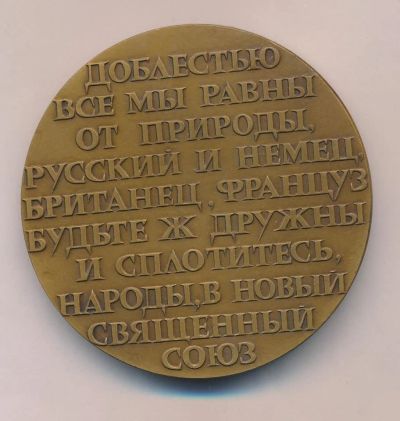 ДОБЛЕСТЬЮ
ВСЕ МЫ РАВНЫ
ОТ ПРИРОДЫ,
РУССКИЙ И НЕМЕЦ,
БРИТАНЕЦ, ФРАНЦУЗ
БУДЬТЕ Ж ДРУЖНЫ
И СПЛОТИТЕСЬ,
НАРОДЫ, В НОВЫЙ
СВЯЩЕННЫЙ
СОЮЗ